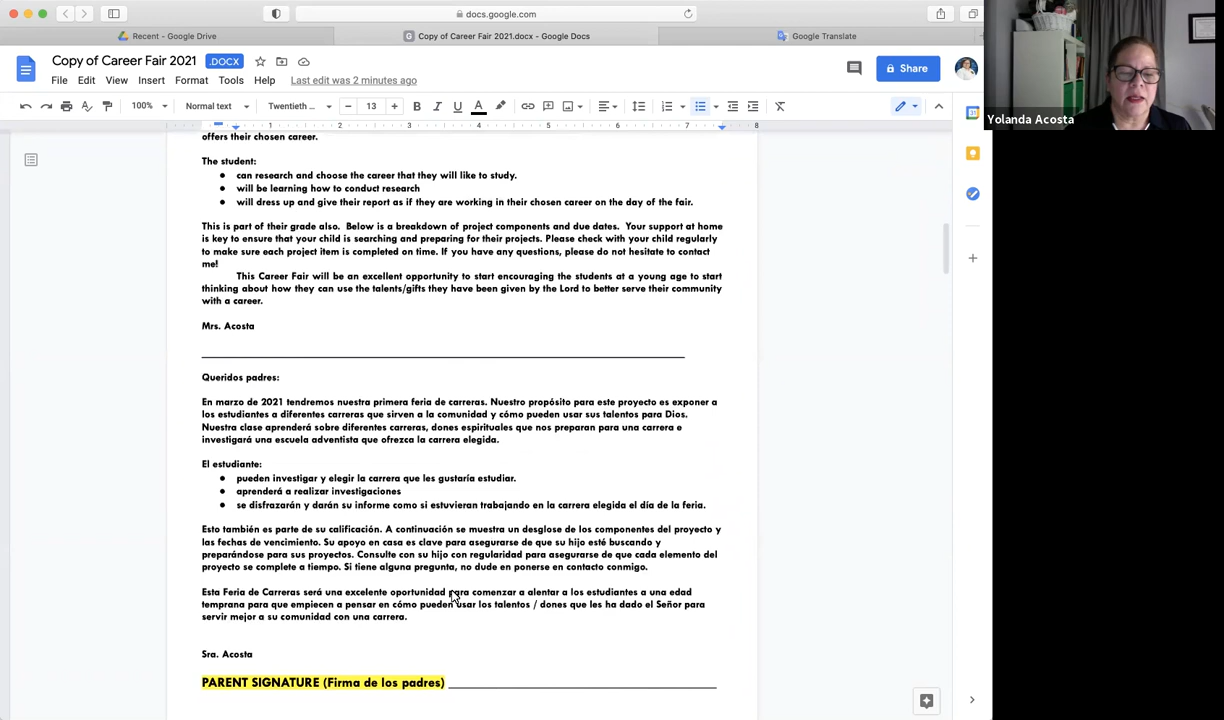 docs.google.com
Recent - Google Drive
Copy of Career Fair 2021.docx - Google Docs
Google Translate
Copy of Career Fair 2021 .DOCX
File Edit View Insert Format Tools Help Last edit was 2 minutes ago
Share
100% Normal text Twentieth ... 13 B I U A
1 2 3 4 5 6 7 8
Yolanda Acosta
offers their chosen career.
The student:
● can research and choose the career that they will like to study.
● will be learning how to conduct research
● will dress up and give their report as if they are working in their chosen career on the day of the fair.
This is part of their grade also. Below is a breakdown of project components and due dates. Your support at home
is key to ensure that your child is searching and preparing for their projects. Please check with your child regularly
to make sure each project item is completed on time. If you have any questions, please do not hesitate to contact
me!
This Career Fair will be an excellent opportunity to start encouraging the students at a young age to start
thinking about how they can use the talents/gifts they have been given by the Lord to better serve their community
with a career.
Mrs. Acosta
Queridos padres:
En marzo de 2021 tendremos nuestra primera feria de carreras. Nuestro propósito para este proyecto es exponer a
los estudiantes a diferentes carreras que sirven a la comunidad y cómo pueden usar sus talentos para Dios.
Nuestra clase aprenderá sobre diferentes carreras, dones espirituales que nos preparan para una carrera e
investigará una escuela adventista que ofrezca la carrera elegida.
El estudiante:
● pueden investigar y elegir la carrera que les gustaría estudiar.
● aprenderá a realizar investigaciones
● se disfrazarán y darán su informe como si estuvieran trabajando en la carrera elegida el día de la feria.
Esto también es parte de su calificación. A continuación se muestra un desglose de los componentes del proyecto y
las fechas de vencimiento. Su apoyo en casa es clave para asegurarse de que su hijo esté buscando y
preparándose para sus proyectos. Consulte con su hijo con regularidad para asegurarse de que cada elemento del
proyecto se complete a tiempo. Si tiene alguna pregunta, no dude en ponerse en contacto conmigo.
Esta Feria de Carreras será una excelente oportunidad para comenzar a alentar a los estudiantes a una edad
temprana para que empiecen a pensar en cómo pueden usar los talentos / dones que les ha dado el Señor para
servir mejor a su comunidad con una carrera.
Sra. Acosta
PARENT SIGNATURE (Firma de los padres)